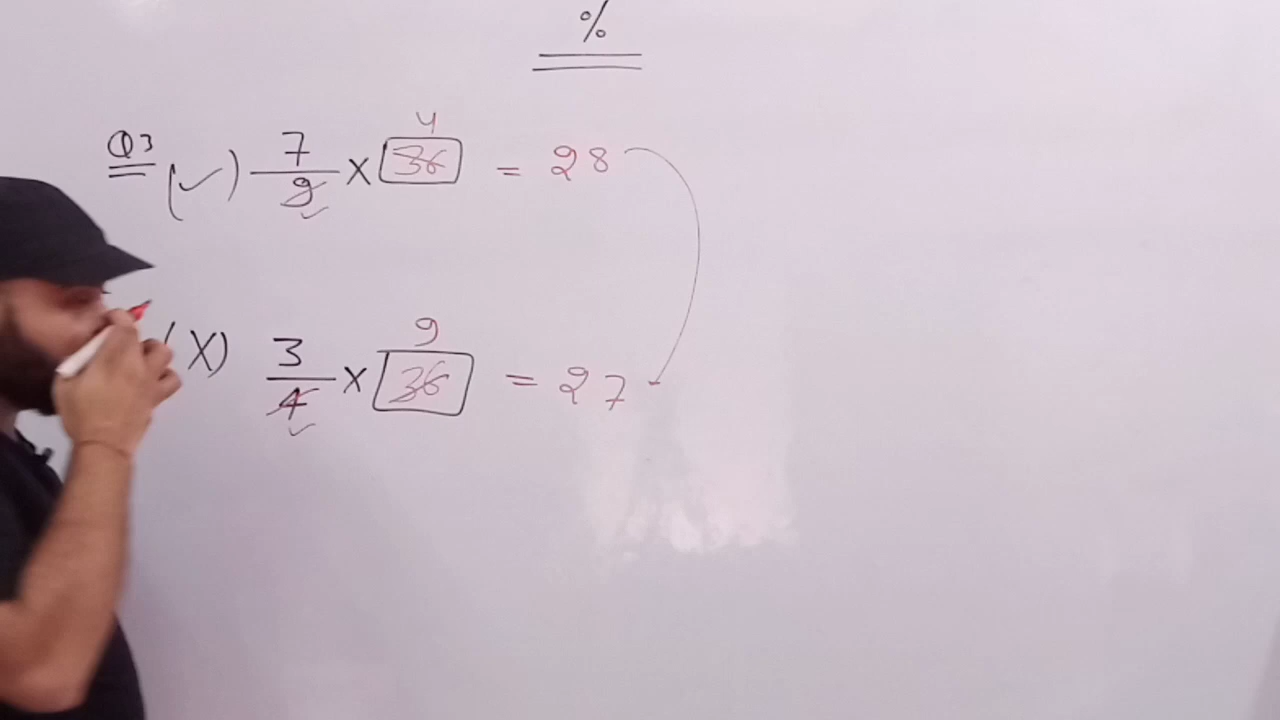 %
4
Q3 (✓) 7/9 × 36 = 28
9
(X) 3/4 × 36 = 27